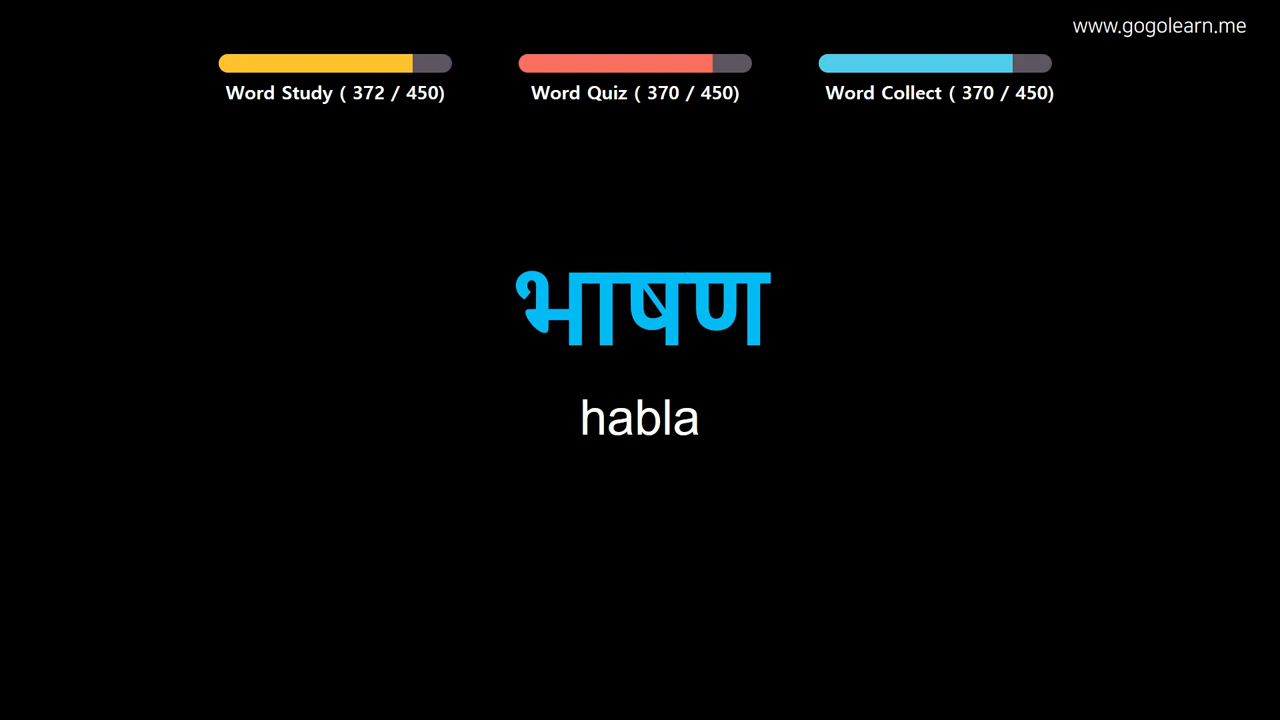 www.gogolearn.me
Word Study ( 372 / 450)
Word Quiz ( 370 / 450)
Word Collect ( 370 / 450)
भाषण
habla